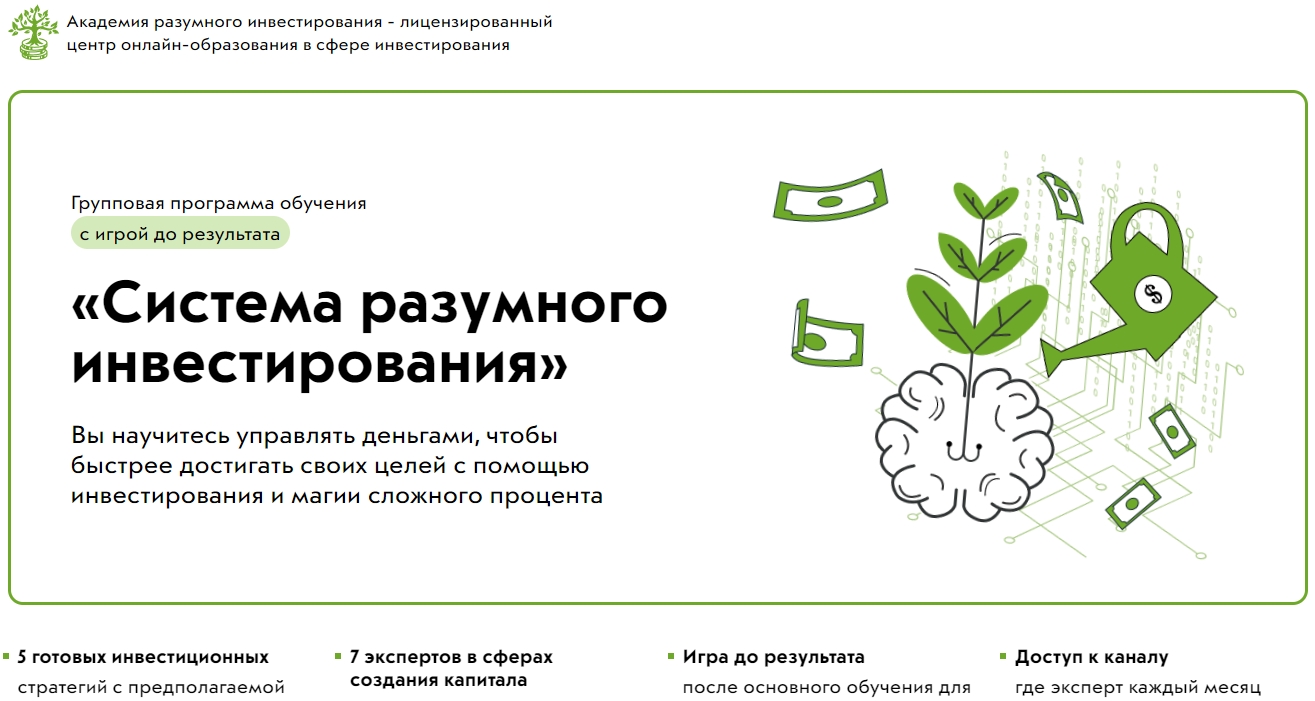 Академия разумного инвестирования - лицензированный
центр онлайн-образования в сфере инвестирования
Групповая программа обучения
с игрой до результата
«Система разумного
инвестирования»
Вы научитесь управлять деньгами, чтобы
быстрее достигать своих целей с помощью
инвестирования и магии сложного процента
$
5 готовых инвестиционных
стратегий с предполагаемой
7 экспертов в сферах
создания капитала
Игра до результата
после основного обучения для
Доступ к каналу
где эксперт каждый месяц